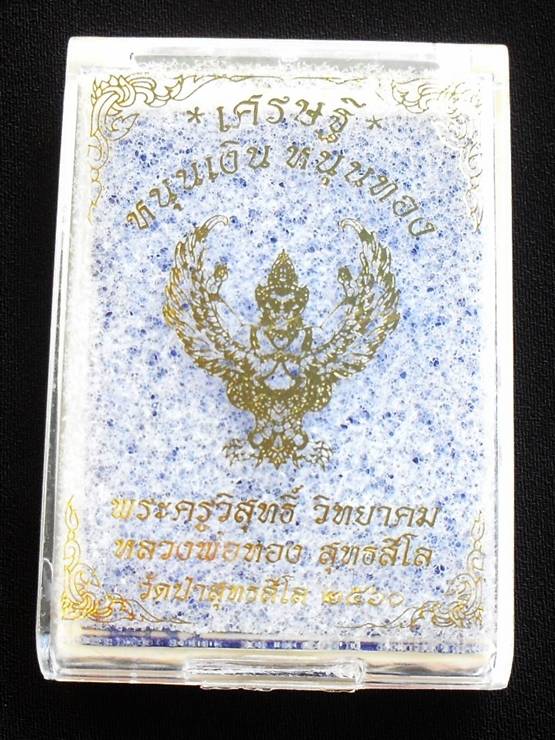 * เศรษฐี *
หนุนเงิน หนุนทอง
พระครูวิสุทธิ์ วิทยาคม
หลวงพ่อทอง สุทธสีโล
วัดป่าสุทธสีโล ๒๕๖๐